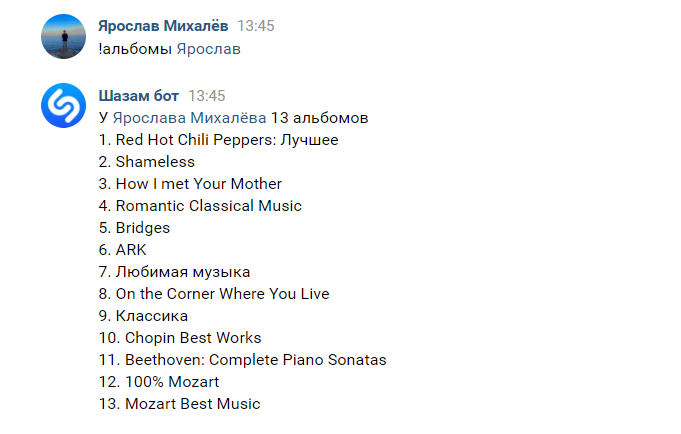 Ярослав Михалёв 13:45
!альбомы Ярослав
Шазам бот 13:45
У Ярослава Михалёва 13 альбомов
1. Red Hot Chili Peppers: Лучшее
2. Shameless
3. How I met Your Mother
4. Romantic Classical Music
5. Bridges
6. ARK
7. Любимая музыка
8. On the Corner Where You Live
9. Классика
10. Chopin Best Works
11. Beethoven: Complete Piano Sonatas
12. 100% Mozart
13. Mozart Best Music